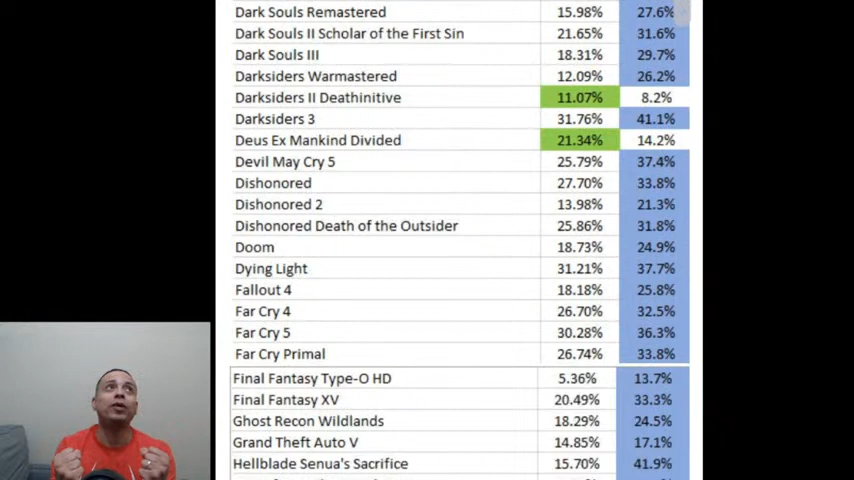 Dark Souls Remastered 15.98% 27.6%
Dark Souls II Scholar of the First Sin 21.65% 31.6%
Dark Souls III 18.31% 29.7%
Darksiders Warmastered 12.09% 26.2%
Darksiders II Deathinitive 11.07% 8.2%
Darksiders 3 31.76% 41.1%
Deus Ex Mankind Divided 21.34% 14.2%
Devil May Cry 5 25.79% 37.4%
Dishonored 27.70% 33.8%
Dishonored 2 13.98% 21.3%
Dishonored Death of the Outsider 25.86% 31.8%
Doom 18.73% 24.9%
Dying Light 31.21% 37.7%
Fallout 4 18.18% 25.8%
Far Cry 4 26.70% 32.5%
Far Cry 5 30.28% 36.3%
Far Cry Primal 26.74% 33.8%
Final Fantasy Type-O HD 5.36% 13.7%
Final Fantasy XV 20.49% 33.3%
Ghost Recon Wildlands 18.29% 24.5%
Grand Theft Auto V 14.85% 17.1%
Hellblade Senua's Sacrifice 15.70% 41.9%